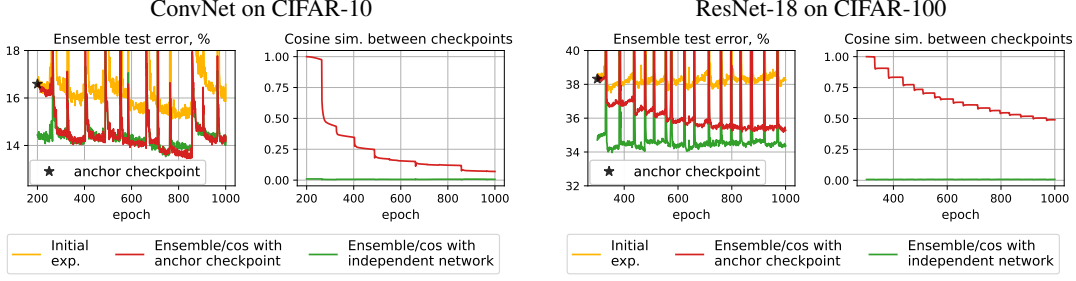 ConvNet on CIFAR-10
Ensemble test error, %
18
16
14
200 400 600 800 1000
epoch
anchor checkpoint
Cosine sim. between checkpoints
1.00
0.75
0.50
0.25
0.00
200 400 600 800 1000
epoch
Initial exp.
Ensemble/cos with anchor checkpoint
Ensemble/cos with independent network
ResNet-18 on CIFAR-100
Ensemble test error, %
40
38
36
34
32
400 600 800 1000
epoch
anchor checkpoint
Cosine sim. between checkpoints
1.00
0.75
0.50
0.25
0.00
400 600 800 1000
epoch
Initial exp.
Ensemble/cos with anchor checkpoint
Ensemble/cos with independent network